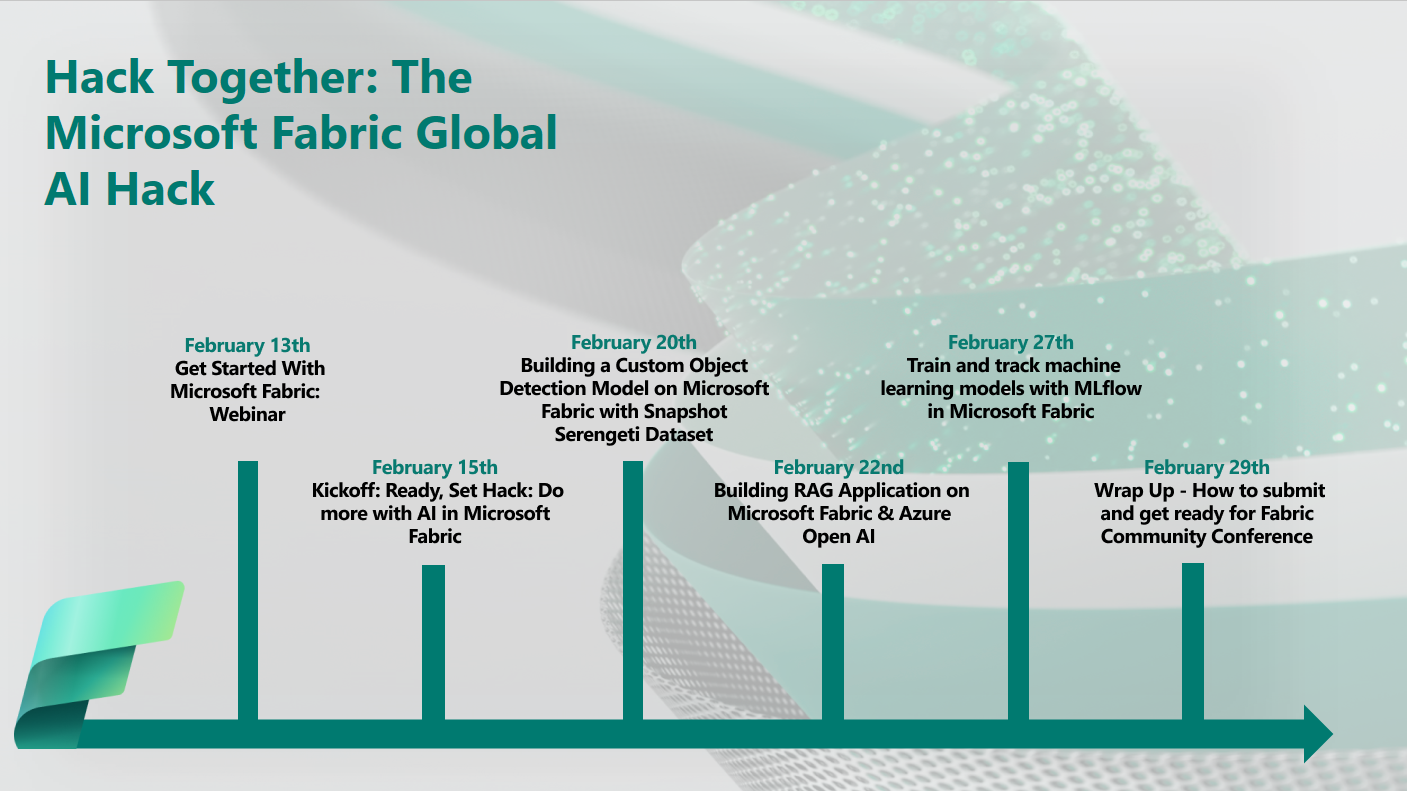 Hack Together: The
Microsoft Fabric Global
AI Hack
February 13th
Get Started With
Microsoft Fabric:
Webinar
February 15th
Kickoff: Ready, Set Hack: Do
more with AI in Microsoft
Fabric
February 20th
Building a Custom Object
Detection Model on Microsoft
Fabric with Snapshot
Serengeti Dataset
February 22nd
Building RAG Application on
Microsoft Fabric & Azure
Open AI
February 27th
Train and track machine
learning models with MLflow
in Microsoft Fabric
February 29th
Wrap Up - How to submit
and get ready for Fabric
Community Conference